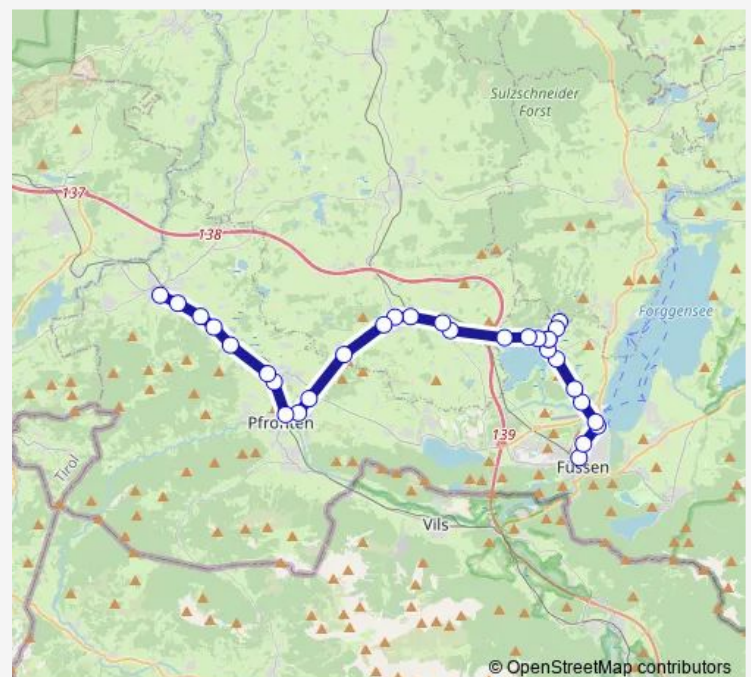 Sulzschneider
Forst
137
138
Forggensee
Pfronten
139
Füssen
Tirol
Vils
© OpenStreetMap contributors